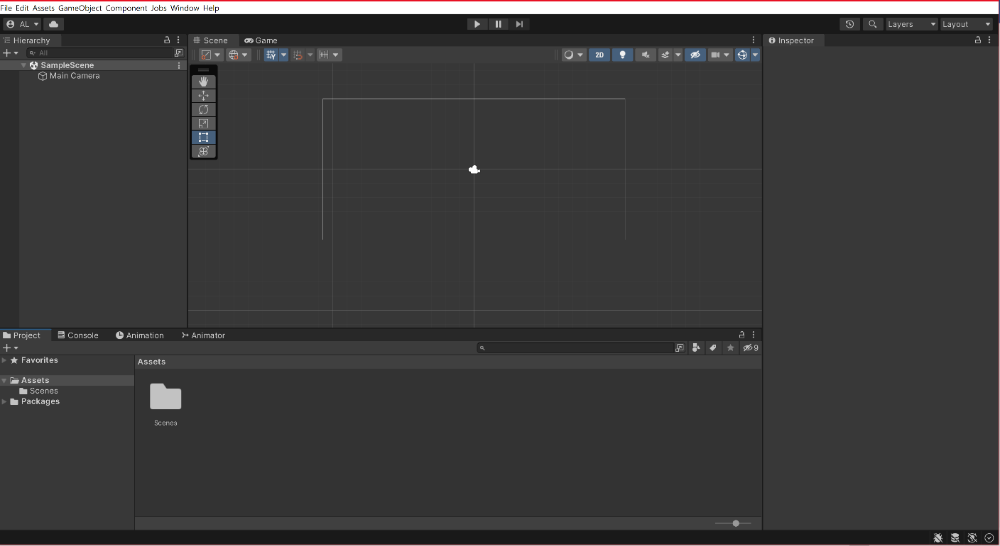 File Edit Assets GameObject Component Jobs Window Help
AL Layers Layout
Hierarchy Scene Game Inspector
All 2D
SampleScene
Main Camera
Project Console Animation Animator
9
Favorites Assets
Assets
Scenes
Packages
Scenes